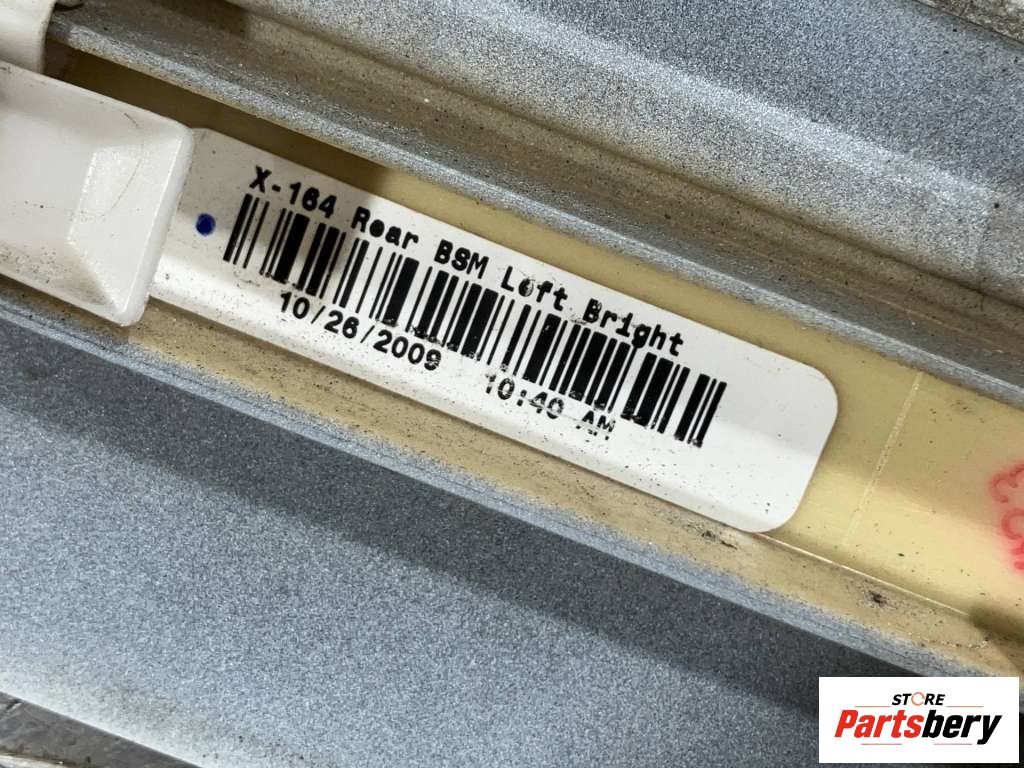 X-164 Rear BSM Left Bright
10/26/2009 10:40 AM
STORE
Partsbery